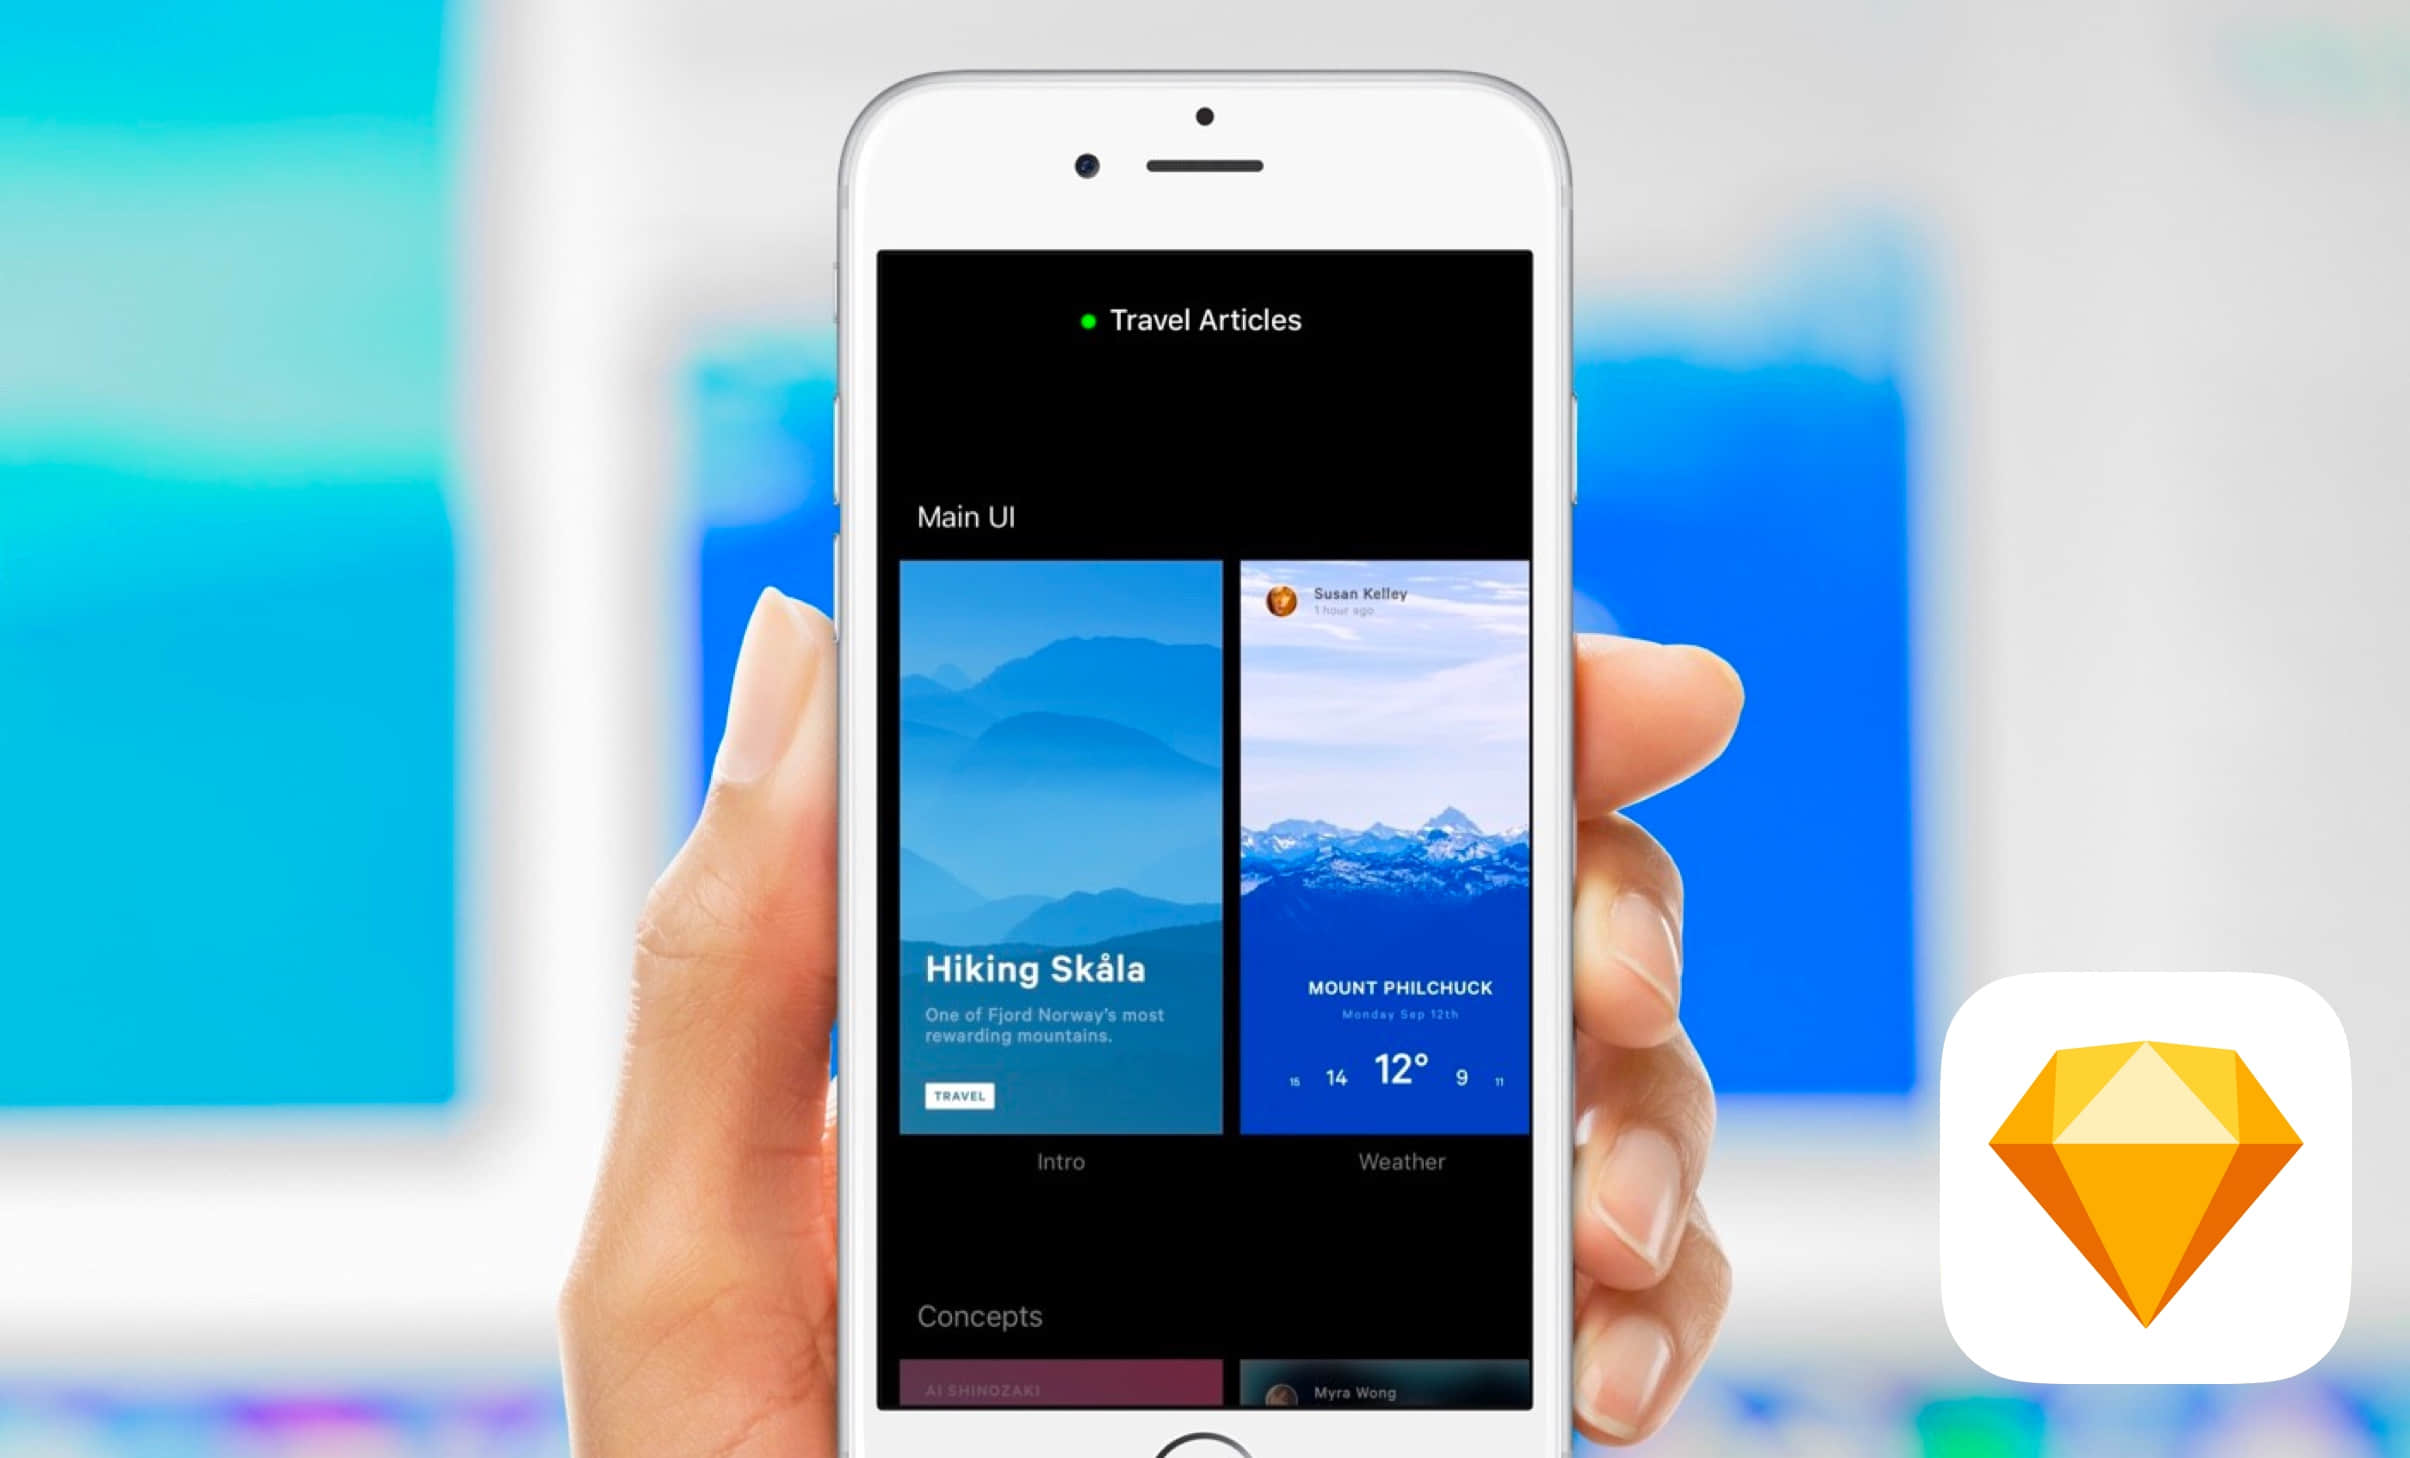 Travel Articles
Main UI
Hiking Skåla
One of Fjord Norway's most
rewarding mountains.
TRAVEL
Intro
Susan Kelley
1 hour ago
MOUNT PHILCHUCK
Monday Sep 12th
15 14 12° 9 11
Weather
Concepts
AI SHINOZAKI
Myra Wong